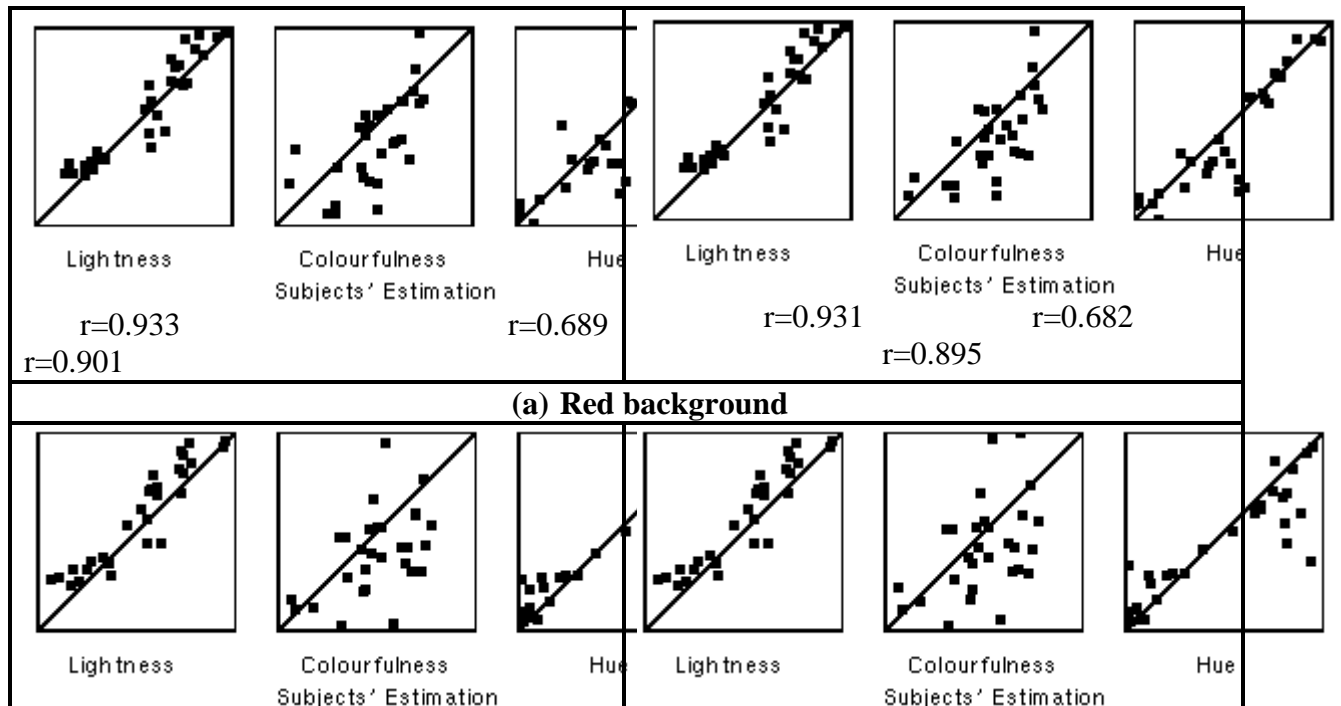 Lightness Colourfulness Hue
Subjects' Estimation
r=0.933 r=0.689
r=0.901
Lightness Colourfulness Hue
Subjects' Estimation
r=0.931 r=0.682
r=0.895
(a) Red background
Lightness Colourfulness Hue
Subjects' Estimation
Lightness Colourfulness Hue
Subjects' Estimation